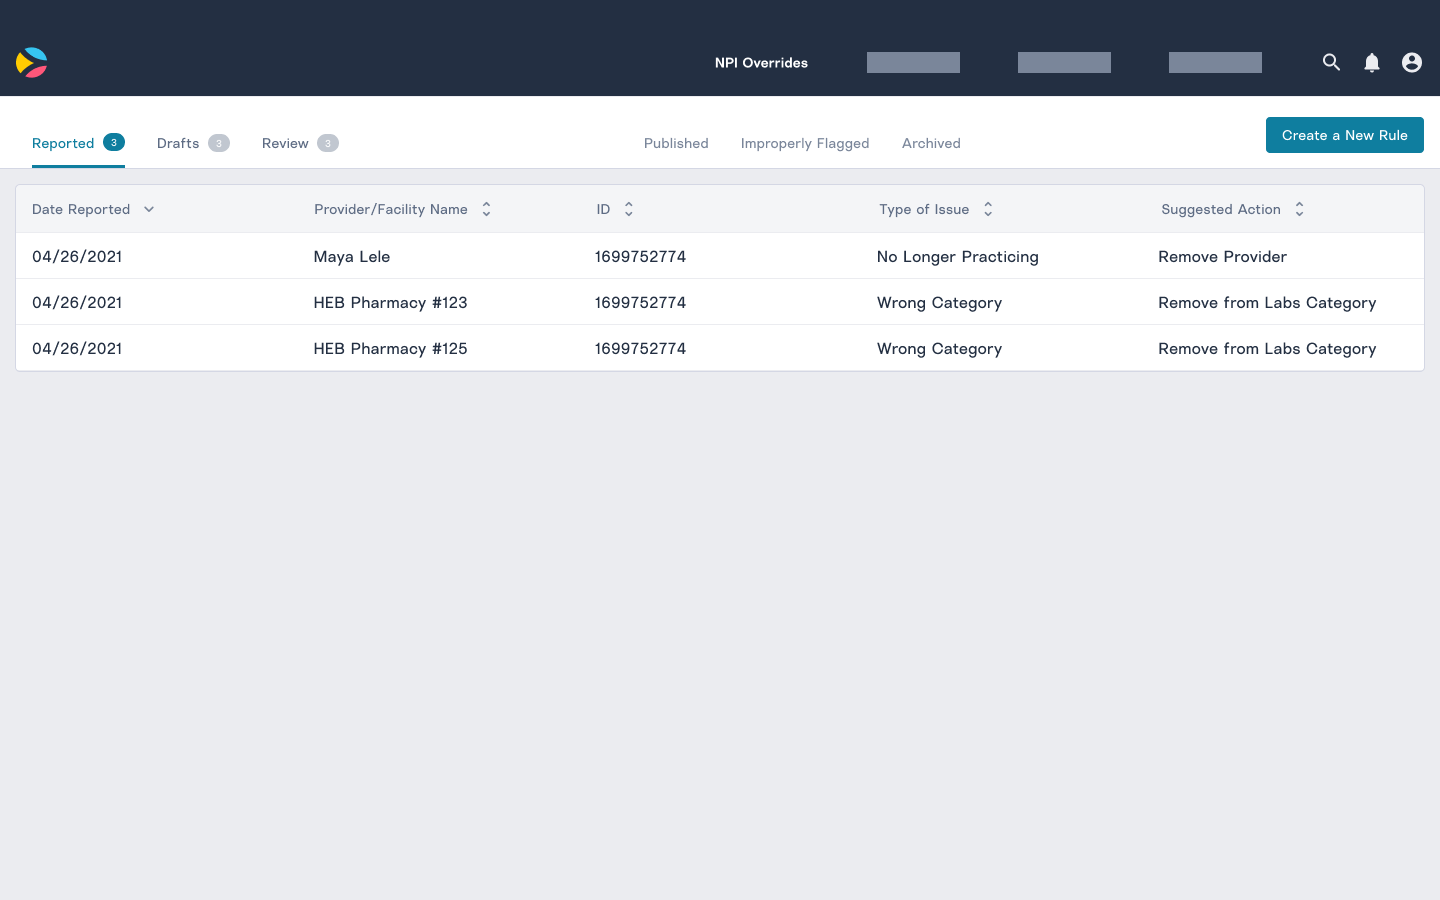 NPI Overrides
Reported 3 Drafts 3 Review 3 Published Improperly Flagged Archived Create a New Rule
Date Reported Provider/Facility Name ID Type of Issue Suggested Action
04/26/2021 Maya Lele 1699752774 No Longer Practicing Remove Provider
04/26/2021 HEB Pharmacy #123 1699752774 Wrong Category Remove from Labs Category
04/26/2021 HEB Pharmacy #125 1699752774 Wrong Category Remove from Labs Category